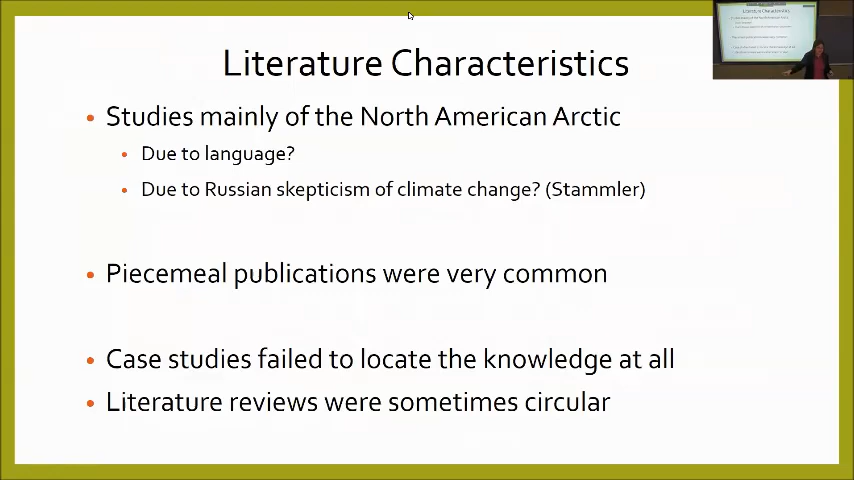 Literature Characteristics
Studies mainly of the North American Arctic
Due to language?
Due to Russian skepticism of climate change? (Stammler)
Piecemeal publications were very common
Case studies failed to locate the knowledge at all
Literature reviews were sometimes circular